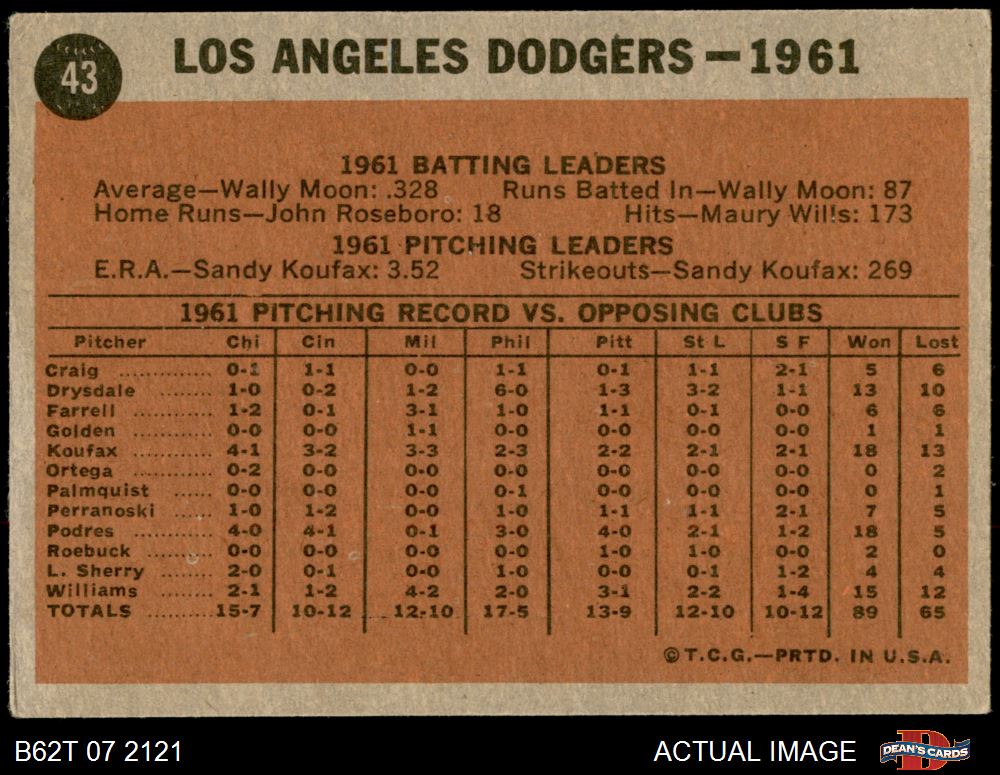 43
LOS ANGELES DODGERS—1961
1961 BATTING LEADERS
Average—Wally Moon: .328 Runs Batted In—Wally Moon: 87
Home Runs—John Roseboro: 18 Hits—Maury Wills: 173
1961 PITCHING LEADERS
E.R.A.—Sandy Koufax: 3.52 Strikeouts—Sandy Koufax: 269
1961 PITCHING RECORD VS. OPPOSING CLUBS
Pitcher Chi Cin Mil Phil Pitt St L S F Won Lost
Craig ............ 0-1 1-1 0-0 1-1 0-1 1-1 2-1 5 6
Drysdale ........ 1-0 0-2 1-2 6-0 1-3 3-2 1-1 13 10
Farrell ............ 1-2 0-1 3-1 1-0 1-1 0-1 0-0 6 6
Golden ............ 0-0 0-0 1-1 0-0 0-0 0-0 0-0 1 1
Koufax ............ 4-1 3-2 3-3 2-3 2-2 2-1 2-1 18 13
Ortega ............ 0-2 0-0 0-0 0-0 0-0 0-0 0-0 0 2
Palmquist ...... 0-0 0-0 0-0 0-1 0-0 0-0 0-0 0 1
Perranoski ...... 1-0 1-2 0-0 1-0 1-1 1-1 2-1 7 5
Podres ............ 4-0 4-1 0-1 3-0 4-0 2-1 1-2 18 5
Roebuck .......... 0-0 0-0 0-0 0-0 1-0 1-0 0-0 2 0
L. Sherry ........ 2-0 0-1 0-0 1-0 0-0 0-1 1-2 4 4
Williams .......... 2-1 1-2 4-2 2-0 3-1 2-2 1-4 15 12
TOTALS 15-7 10-12 12-10 17-5 13-9 12-10 10-12 89 65
© T.C.G.—PRTD. IN U.S.A.
B62T 07 2121 ACTUAL IMAGE DEAN'S CARDS